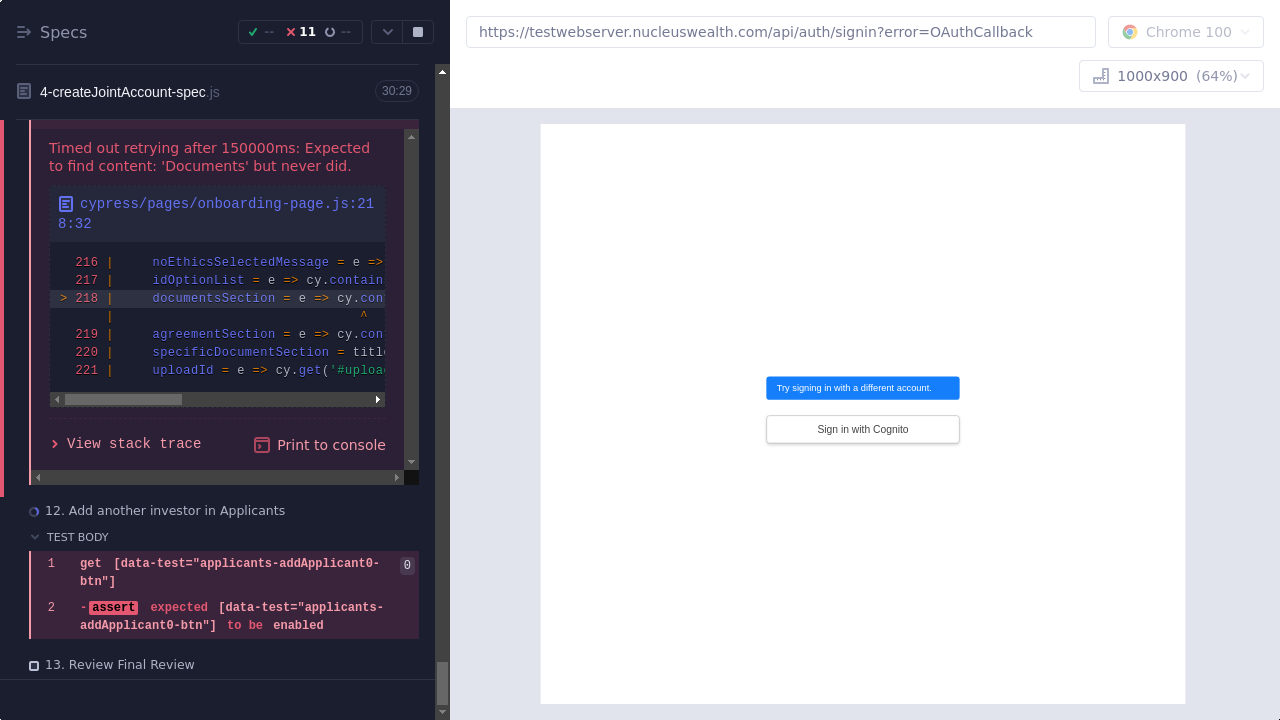 Specs
--
11
--
https://testwebserver.nucleuswealth.com/api/auth/signin?error=OAuthCallback
Chrome 100
1000x900 (64%)
4-createJointAccount-spec.js
30:29
Timed out retrying after 150000ms: Expected
to find content: 'Documents' but never did.
cypress/pages/onboarding-page.js:21
8:32
216 | noEthicsSelectedMessage = e =>
217 | idOptionList = e => cy.contain
> 218 | documentsSection = e => cy.con
| ^
219 | agreementSection = e => cy.con
220 | specificDocumentSection = titl
221 | uploadId = e => cy.get('#uploa
View stack trace
Print to console
12. Add another investor in Applicants
TEST BODY
1 get [data-test="applicants-addApplicant0-
btn"]
0
2 -assert expected [data-test="applicants-
addApplicant0-btn"] to be enabled
13. Review Final Review
Try signing in with a different account.
Sign in with Cognito